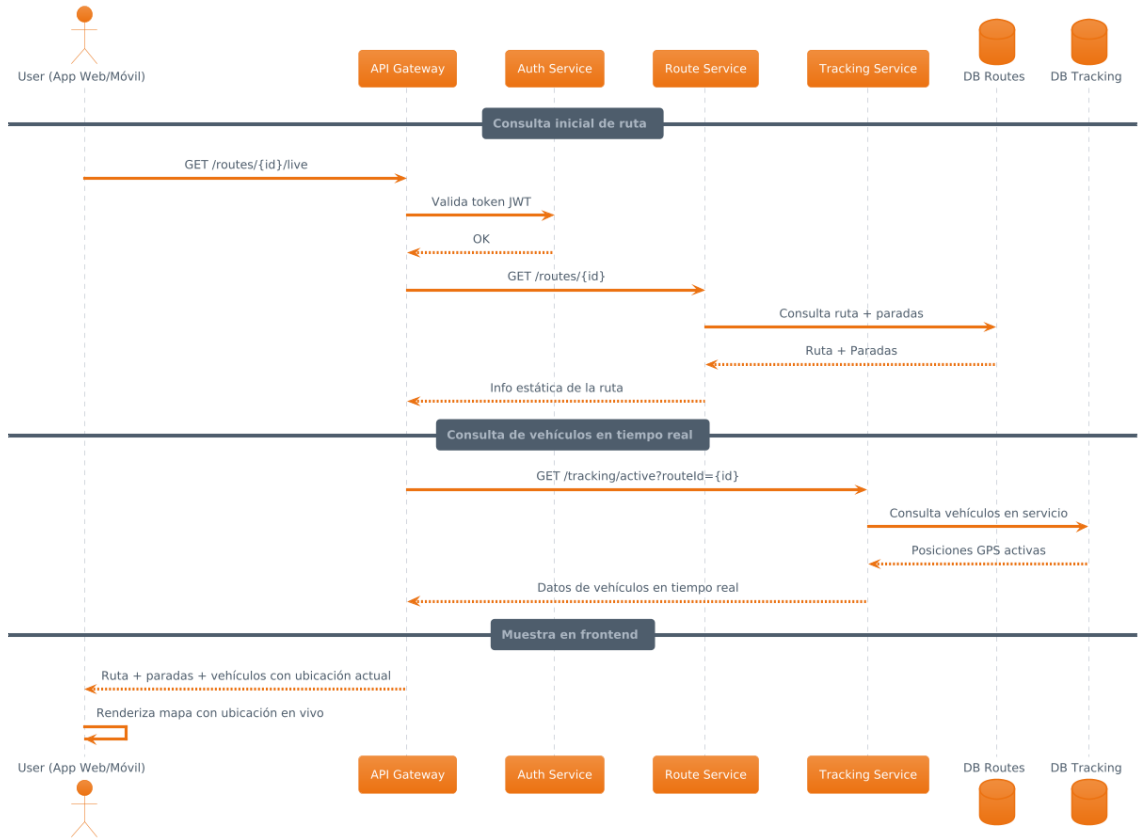 User (App Web/Móvil)
API Gateway
Auth Service
Route Service
Tracking Service
DB Routes
DB Tracking
Consulta inicial de ruta
GET /routes/{id}/live
Valida token JWT
OK
GET /routes/{id}
Consulta ruta + paradas
Ruta + Paradas
Info estática de la ruta
Consulta de vehículos en tiempo real
GET /tracking/active?routeId={id}
Consulta vehículos en servicio
Posiciones GPS activas
Datos de vehículos en tiempo real
Muestra en frontend
Ruta + paradas + vehículos con ubicación actual
Renderiza mapa con ubicación en vivo
User (App Web/Móvil)
API Gateway
Auth Service
Route Service
Tracking Service
DB Routes
DB Tracking